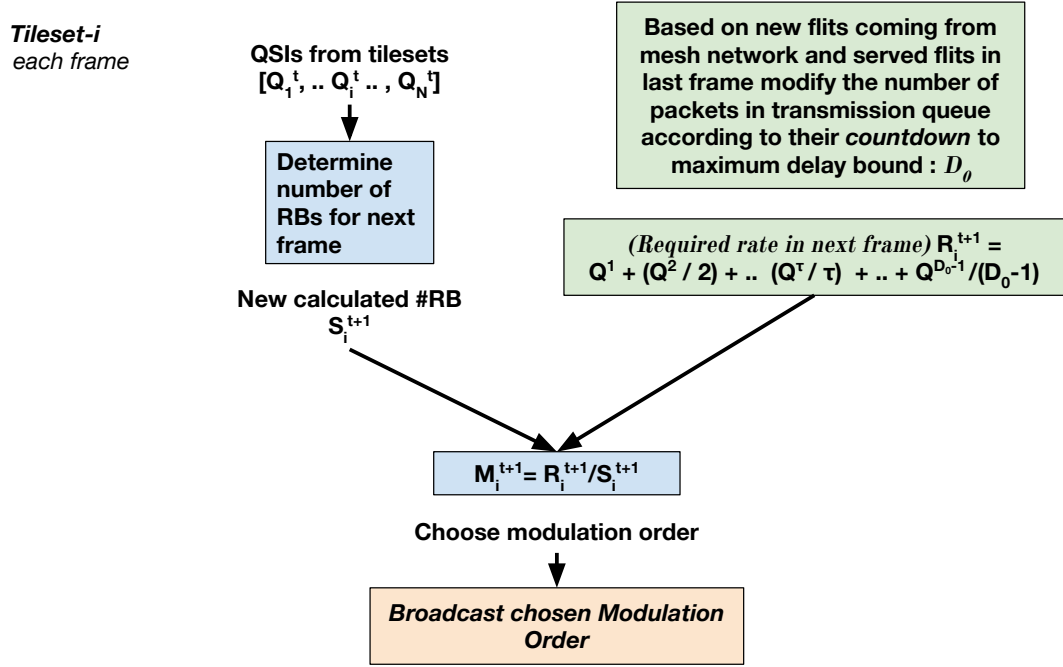 Tileset-i
each frame
QSIs from tilesets
[Q₁ᵗ, .. Qᵢᵗ .. , Q_Nᵗ]
Determine
number of
RBs for next
frame
New calculated #RB
Sᵢᵗ⁺¹
Based on new flits coming from
mesh network and served flits in
last frame modify the number of
packets in transmission queue
according to their countdown to
maximum delay bound : D₀
(Required rate in next frame) Rᵢᵗ⁺¹ =
Q¹ + (Q² / 2) + .. (Q^τ / τ) + .. + Q^(D₀-1)/(D₀-1)
Mᵢᵗ⁺¹= Rᵢᵗ⁺¹/Sᵢᵗ⁺¹
Choose modulation order
Broadcast chosen Modulation
Order